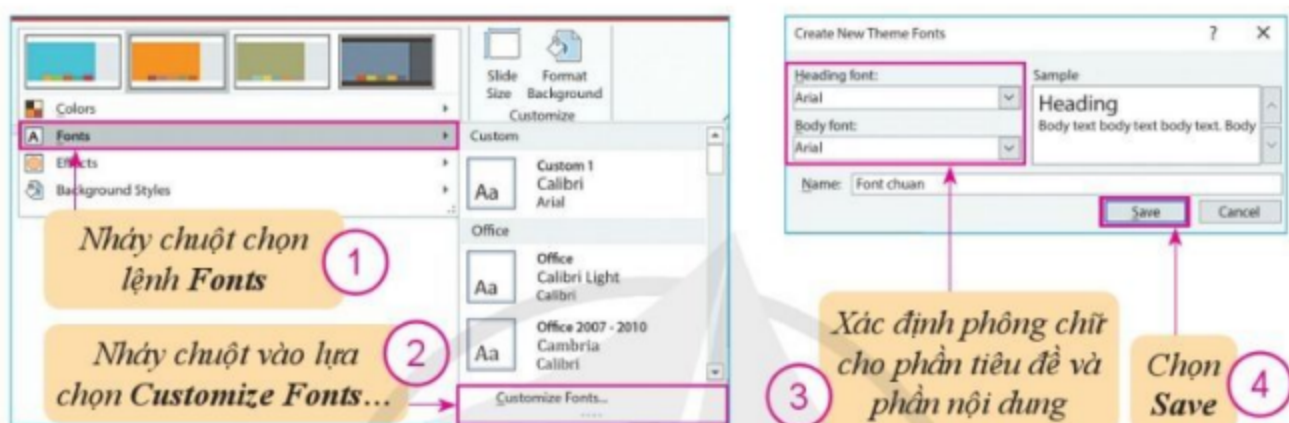 Slide
Size
Format
Background
Customize
Colors
Fonts
Effects
Background Styles
Custom
Aa
Custom 1
Calibri
Arial
Office
Aa
Office
Calibri Light
Calibri
Aa
Office 2007 - 2010
Cambria
Calibri
Customize Fonts...
Nháy chuột chọn
lệnh Fonts
1
Nháy chuột vào lựa
chọn Customize Fonts...
2
Create New Theme Fonts
?
Heading font:
Arial
Body font:
Arial
Sample
Heading
Body text body text body text. Body
Name: Font chuan
Save
Cancel
3
Xác định phông chữ
cho phần tiêu đề và
phần nội dung
Chọn
Save
4